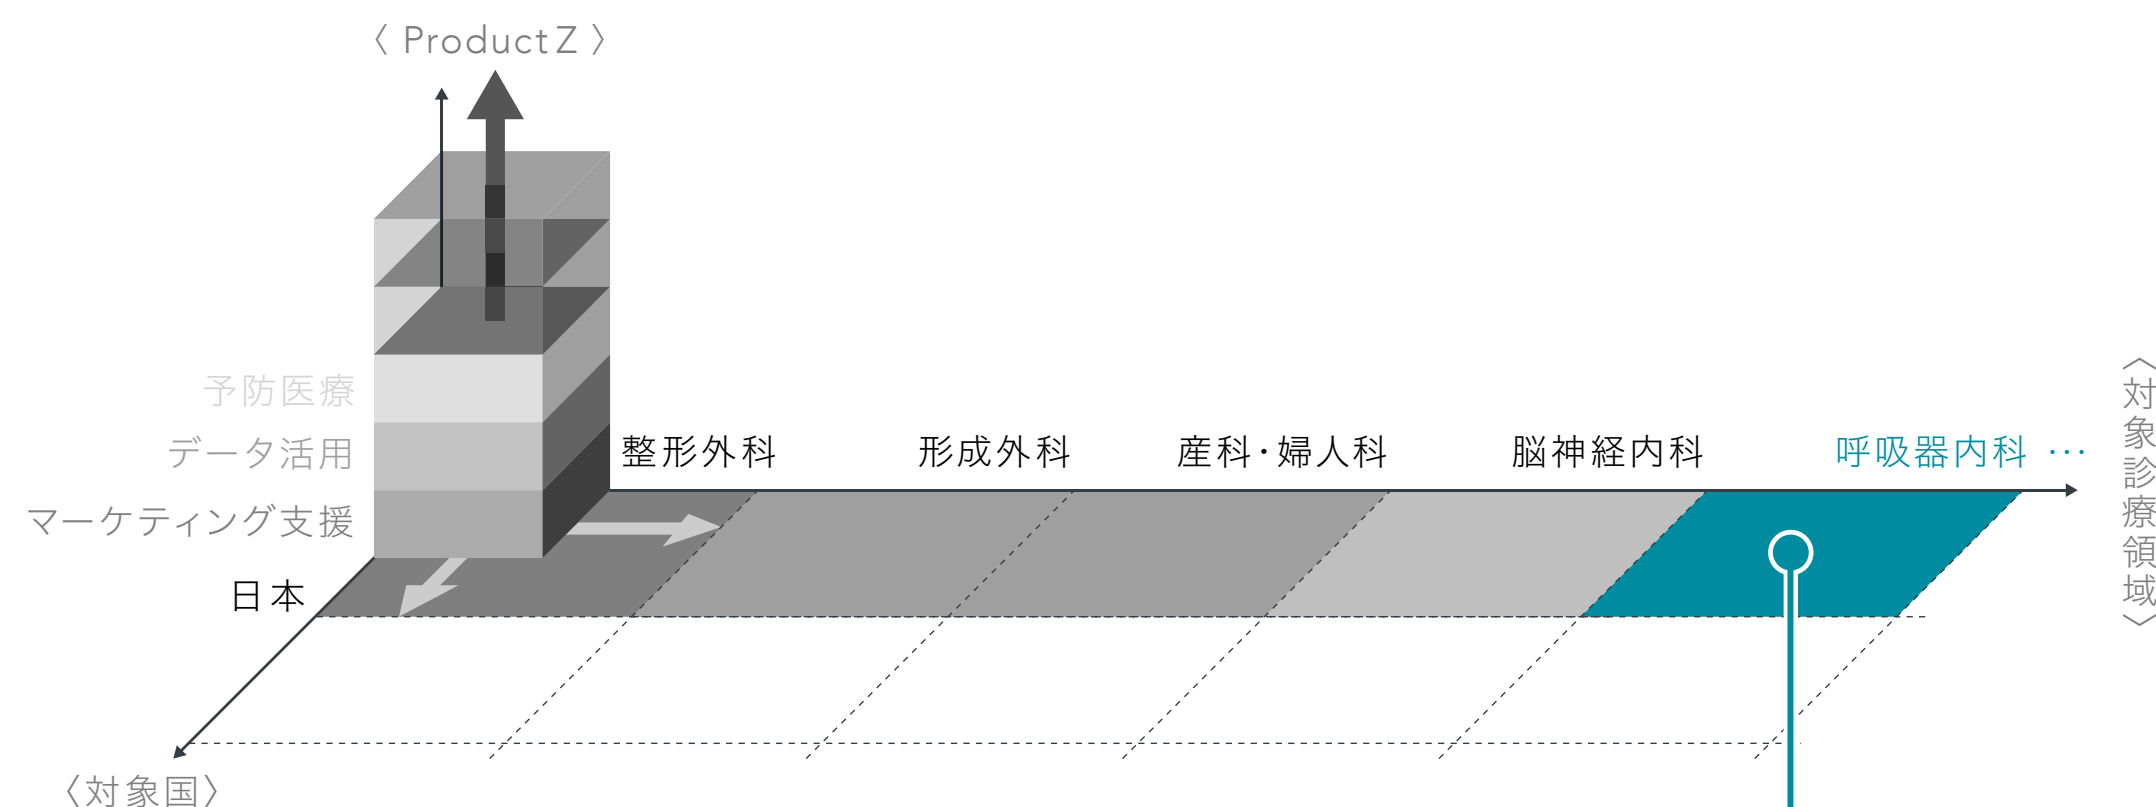 〈 Product Z 〉
予防医療
データ活用
マーケティング支援
整形外科
形成外科
産科・婦人科
脳神経内科
呼吸器内科 …
〈対象診療領域〉
日本
〈対象国〉